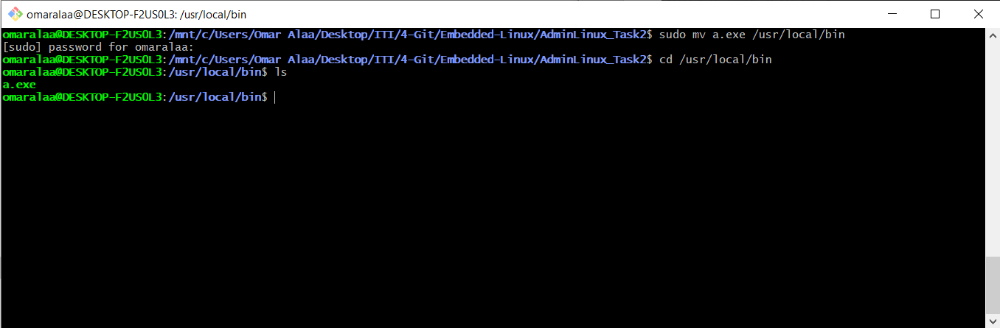 omaralaa@DESKTOP-F2US0L3: /usr/local/bin
omaralaa@DESKTOP-F2US0L3:/mnt/c/Users/Omar Alaa/Desktop/ITI/4-Git/Embedded-Linux/AdminLinux_Task2$ sudo mv a.exe /usr/local/bin
[sudo] password for omaralaa:
omaralaa@DESKTOP-F2US0L3:/mnt/c/Users/Omar Alaa/Desktop/ITI/4-Git/Embedded-Linux/AdminLinux_Task2$ cd /usr/local/bin
omaralaa@DESKTOP-F2US0L3:/usr/local/bin$ ls
a.exe
omaralaa@DESKTOP-F2US0L3:/usr/local/bin$